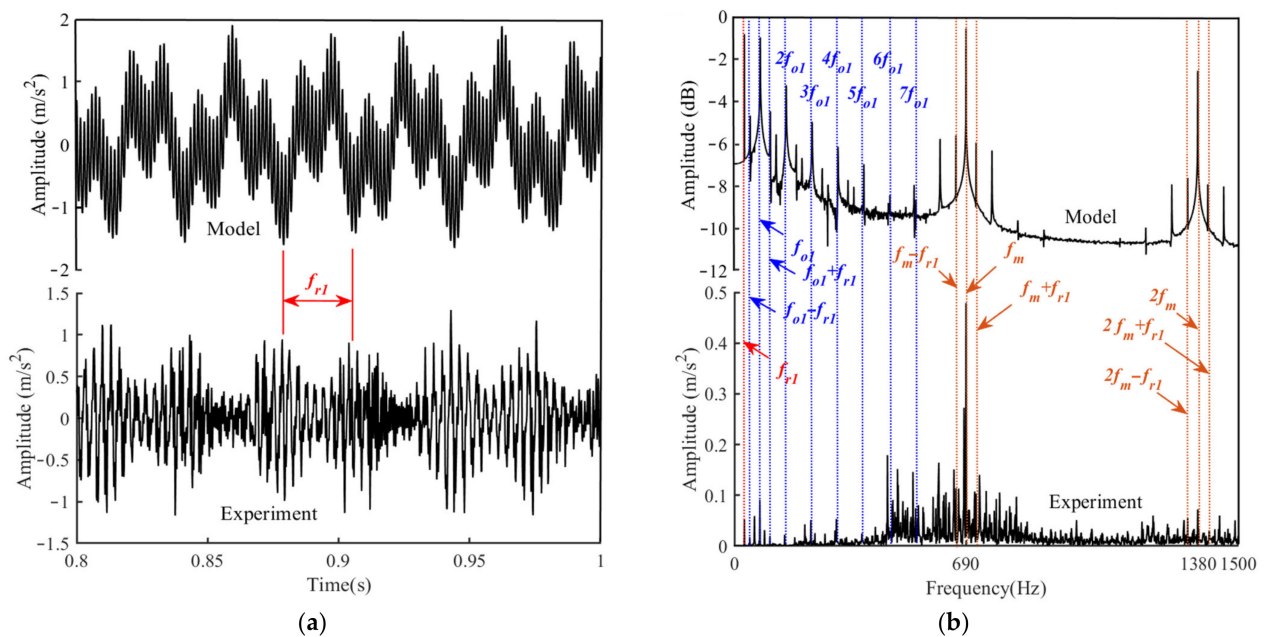 2
1
0
-1
-2
Amplitude (m/s²)
Model
f_r1
1.5
1
0.5
0
-0.5
-1
-1.5
Amplitude (m/s²)
Experiment
0.8
0.85
0.9
0.95
1
Time(s)
(a)
0
-2
-4
-6
-8
-10
-12
Amplitude (dB)
2f_o1
4f_o1
6f_o1
3f_o1
5f_o1
7f_o1
Model
f_o1
f_o1+f_r1
f_o1-f_r1
f_r1
f_m-f_r1
f_m
f_m+f_r1
2f_m
2 f_m+f_r1
2f_m-f_r1
0.5
0.4
0.3
0.2
0.1
0
Amplitude (m/s²)
Experiment
0
690
1380
1500
Frequency(Hz)
(b)